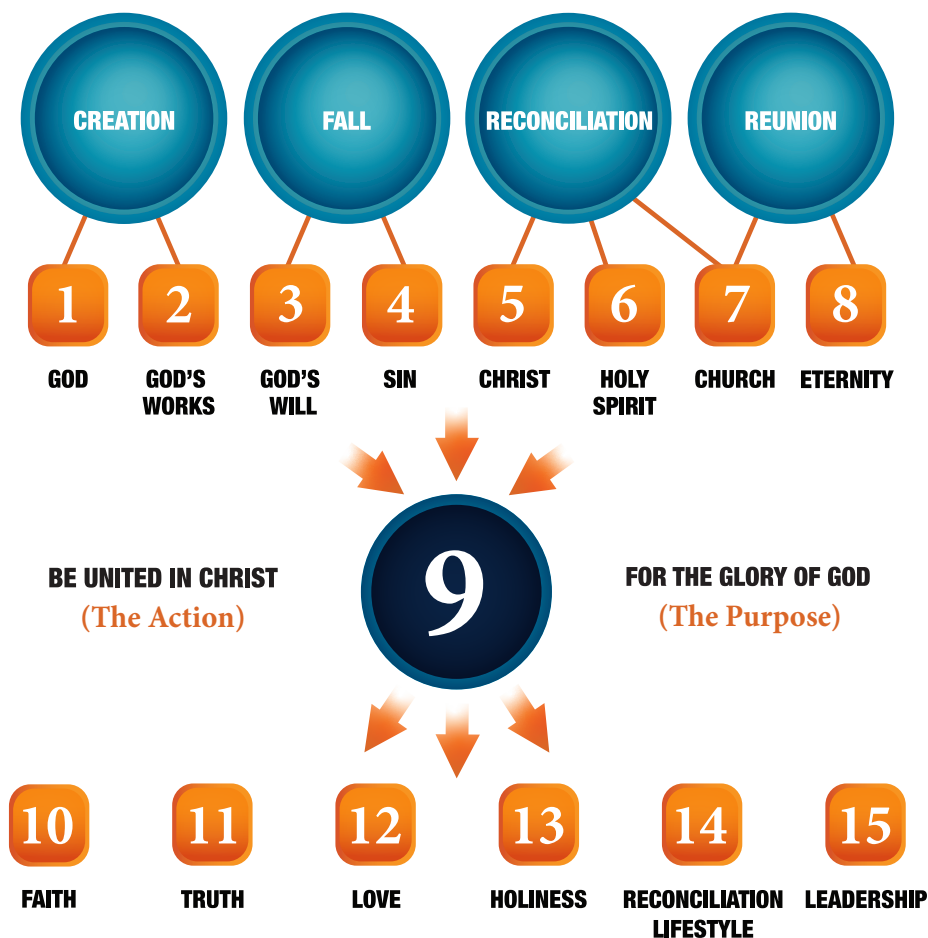 CREATION
FALL
RECONCILIATION
REUNION
1
2
3
4
5
6
7
8
GOD
GOD'S
WORKS
GOD'S
WILL
SIN
CHRIST
HOLY
SPIRIT
CHURCH
ETERNITY
BE UNITED IN CHRIST
(The Action)
9
FOR THE GLORY OF GOD
(The Purpose)
10
11
12
13
14
15
FAITH
TRUTH
LOVE
HOLINESS
RECONCILIATION
LIFESTYLE
LEADERSHIP